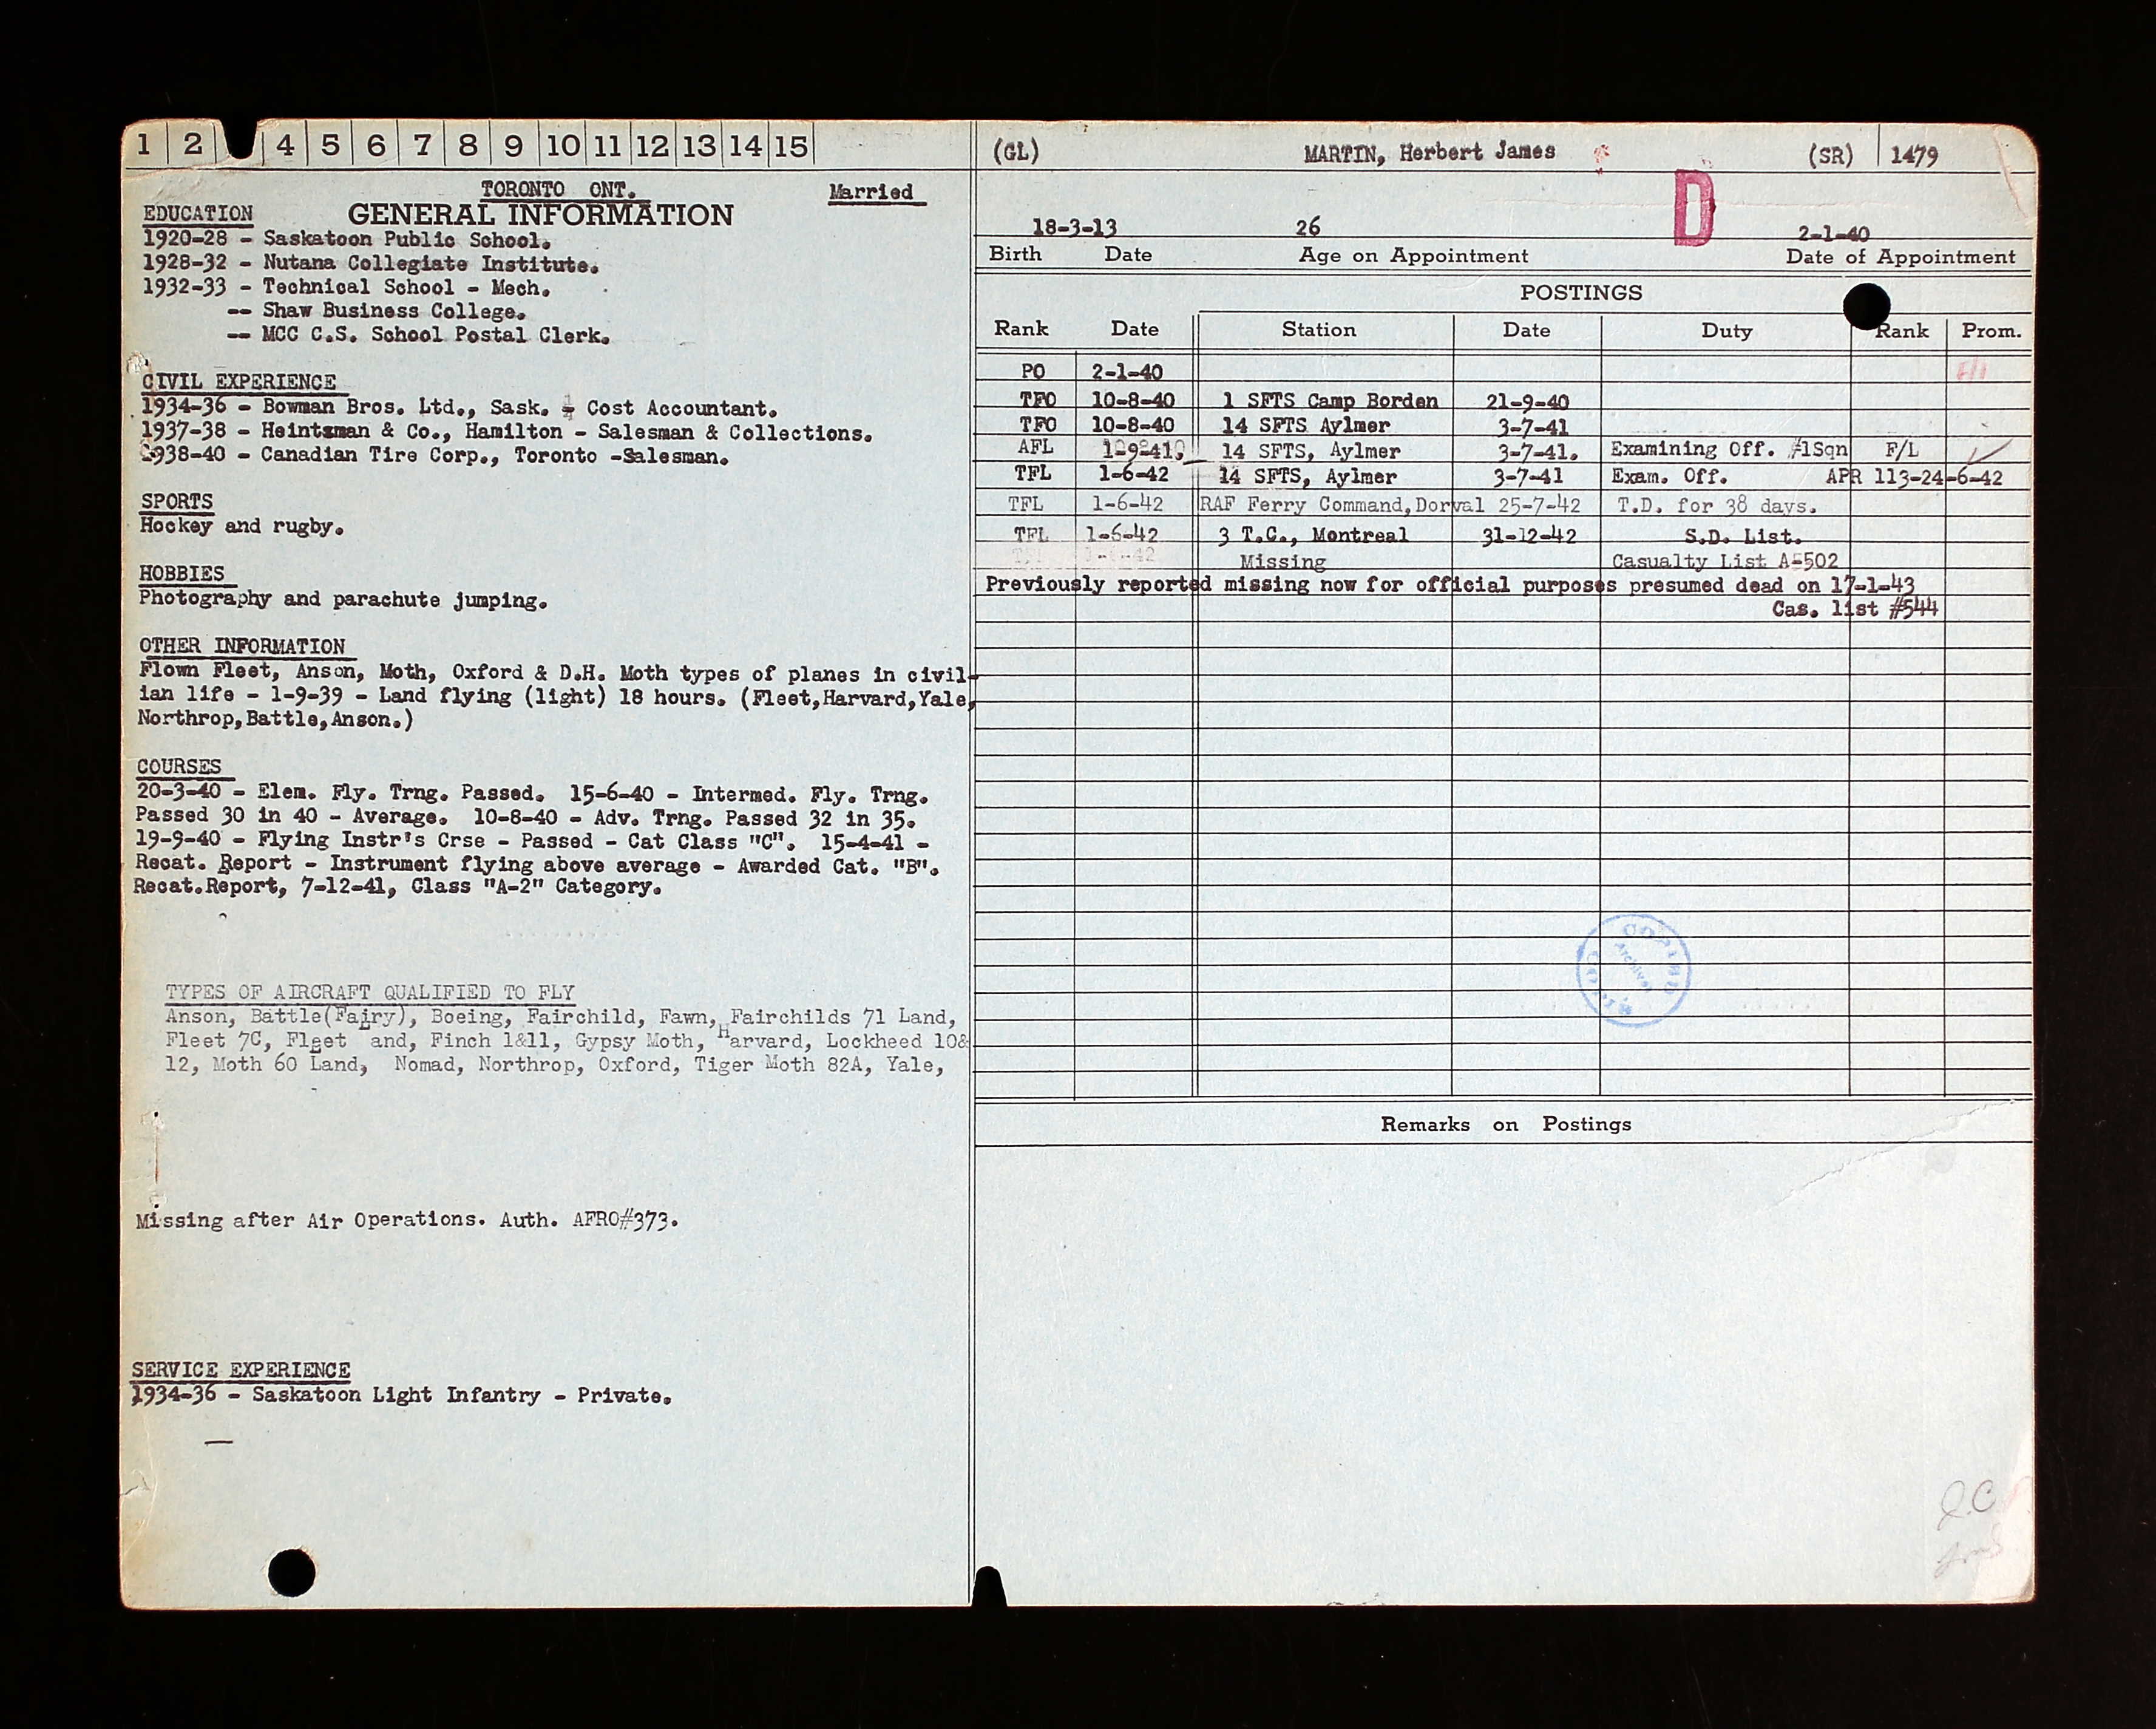 1 2 4 5 6 7 8 9 10 11 12 13 14 15
TORONTO ONT. Married
GENERAL INFORMATION
EDUCATION
1920-28 - Saskatoon Public School.
1928-32 - Nutana Collegiate Institute.
1932-33 - Technical School - Mech.
-- Shaw Business College.
-- MCC C.S. School Postal Clerk.
CIVIL EXPERIENCE
1934-36 - Bowman Bros. Ltd., Sask. - Cost Accountant.
1937-38 - Heintzman & Co., Hamilton - Salesman & Collections.
1938-40 - Canadian Tire Corp., Toronto -Salesman.
SPORTS
Hockey and rugby.
HOBBIES
Photography and parachute jumping.
OTHER INFORMATION
Flown Fleet, Anson, Moth, Oxford & D.H. Moth types of planes in civil-
ian life - 1-9-39 - Land flying (light) 18 hours. (Fleet,Harvard,Yale,
Northrop,Battle,Anson.)
COURSES
20-3-40 - Elem. Fly. Trng. Passed. 15-6-40 - Intermed. Fly. Trng.
Passed 30 in 40 - Average. 10-8-40 - Adv. Trng. Passed 32 in 35.
19-9-40 - Flying Instr's Crse - Passed - Cat Class "C". 15-4-41 -
Recat. Report - Instrument flying above average - Awarded Cat. "B".
Recat.Report, 7-12-41, Class "A-2" Category.
TYPES OF AIRCRAFT QUALIFIED TO FLY
Anson, Battle(Fairy), Boeing, Fairchild, Fawn, Fairchilds 71 Land,
Fleet 7C, Fleet and, Finch 1&11, Gypsy Moth, Harvard, Lockheed 10&
12, Moth 60 Land, Nomad, Northrop, Oxford, Tiger Moth 82A, Yale,
Missing after Air Operations. Auth. AFRO#373.
SERVICE EXPERIENCE
1934-36 - Saskatoon Light Infantry - Private.
(GL) MARTIN, Herbert James (SR) 1479
D
18-3-13 26 2-1-40
Birth Date Age on Appointment Date of Appointment
POSTINGS
Rank Date Station Date Duty Rank Prom.
PO 2-1-40
TFO 10-8-40 1 SFTS Camp Borden 21-9-40
TFO 10-8-40 14 SFTS Aylmer 3-7-41
AFL 14 SFTS, Aylmer 3-7-41. Examining Off. #1Sqn F/L
TFL 1-6-42 14 SFTS, Aylmer 3-7-41 Exam. Off. APR 113-24-6-42
TFL 1-6-42 RAF Ferry Command,Dorval 25-7-42 T.D. for 38 days.
TFL 1-6-42 3 T.C., Montreal 31-12-42 S.D. List.
Missing Casualty List A-502
Previously reported missing now for official purposes presumed dead on 17-1-43
Cas. list #544
COPIED
Archives
Remarks on Postings
J.C.